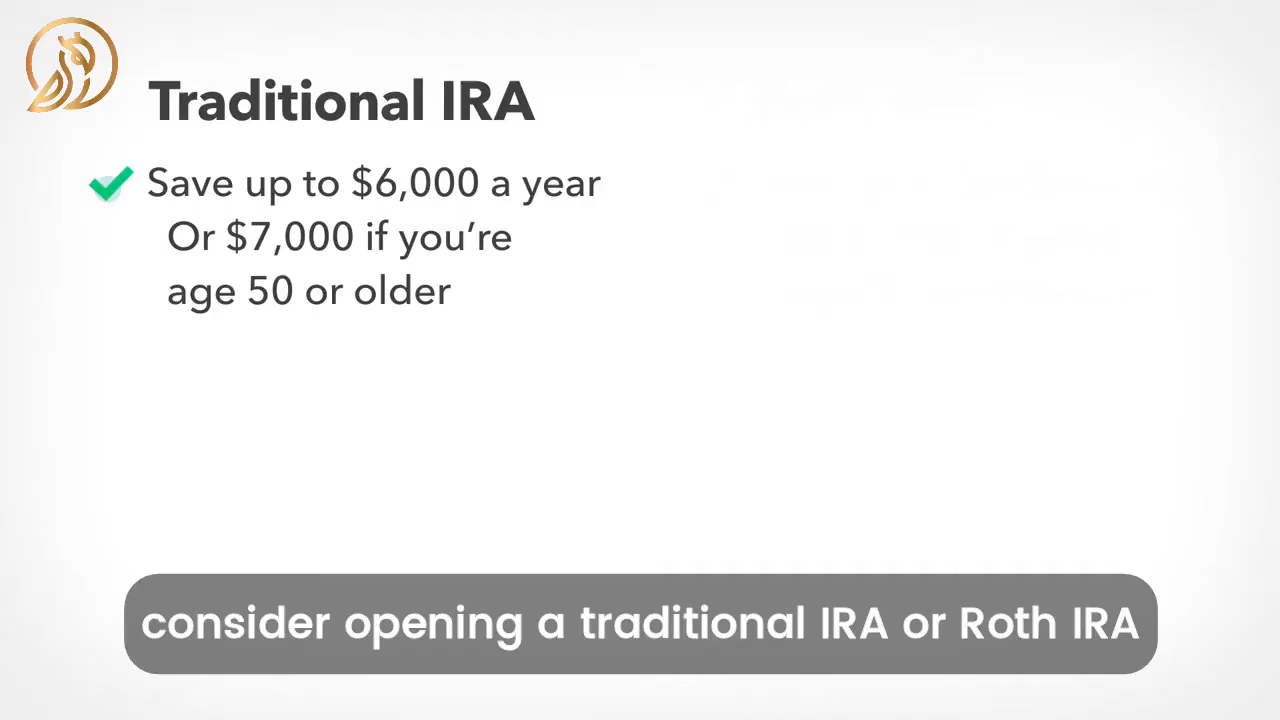 Traditional IRA
Save up to $6,000 a year
Or $7,000 if you’re
age 50 or older
consider opening a traditional IRA or Roth IRA